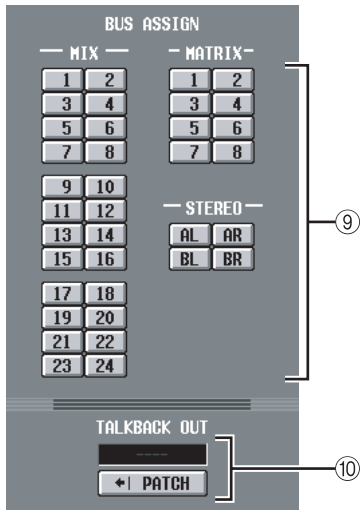 BUS ASSIGN
MIX
MATRIX
1 2
3 4
5 6
7 8
1 2
3 4
5 6
7 8
9 10
11 12
13 14
15 16
STEREO
AL AR
BL BR
17 18
19 20
21 22
23 24
⑨
TALKBACK OUT
----
PATCH
⑩